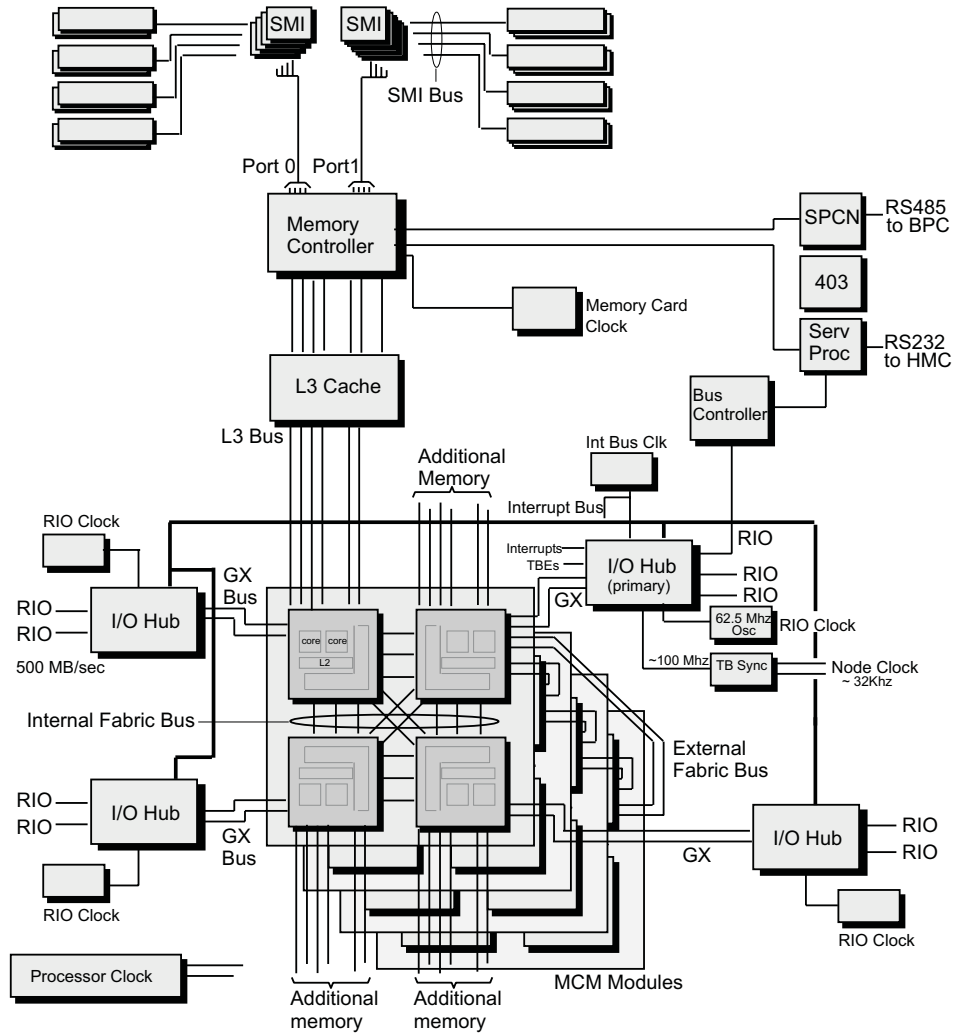 SMI
SMI
SMI Bus
Port 0
Port1
Memory
Controller
SPCN
RS485
to BPC
403
Memory Card
Clock
Serv
Proc
RS232
to HMC
L3 Cache
Bus
Controller
L3 Bus
Int Bus Clk
Additional
Memory
Interrupt Bus
RIO Clock
RIO
Interrupts
TBEs
I/O Hub
(primary)
RIO
RIO
GX
Bus
GX
RIO
RIO
I/O Hub
500 MB/sec
62.5 Mhz
Osc
RIO Clock
core
core
L2
~100 Mhz
TB Sync
Node Clock
~ 32Khz
Internal Fabric Bus
External
Fabric Bus
RIO
RIO
I/O Hub
GX
Bus
RIO Clock
I/O Hub
RIO
RIO
GX
RIO Clock
Processor Clock
MCM Modules
Additional
memory
Additional
memory